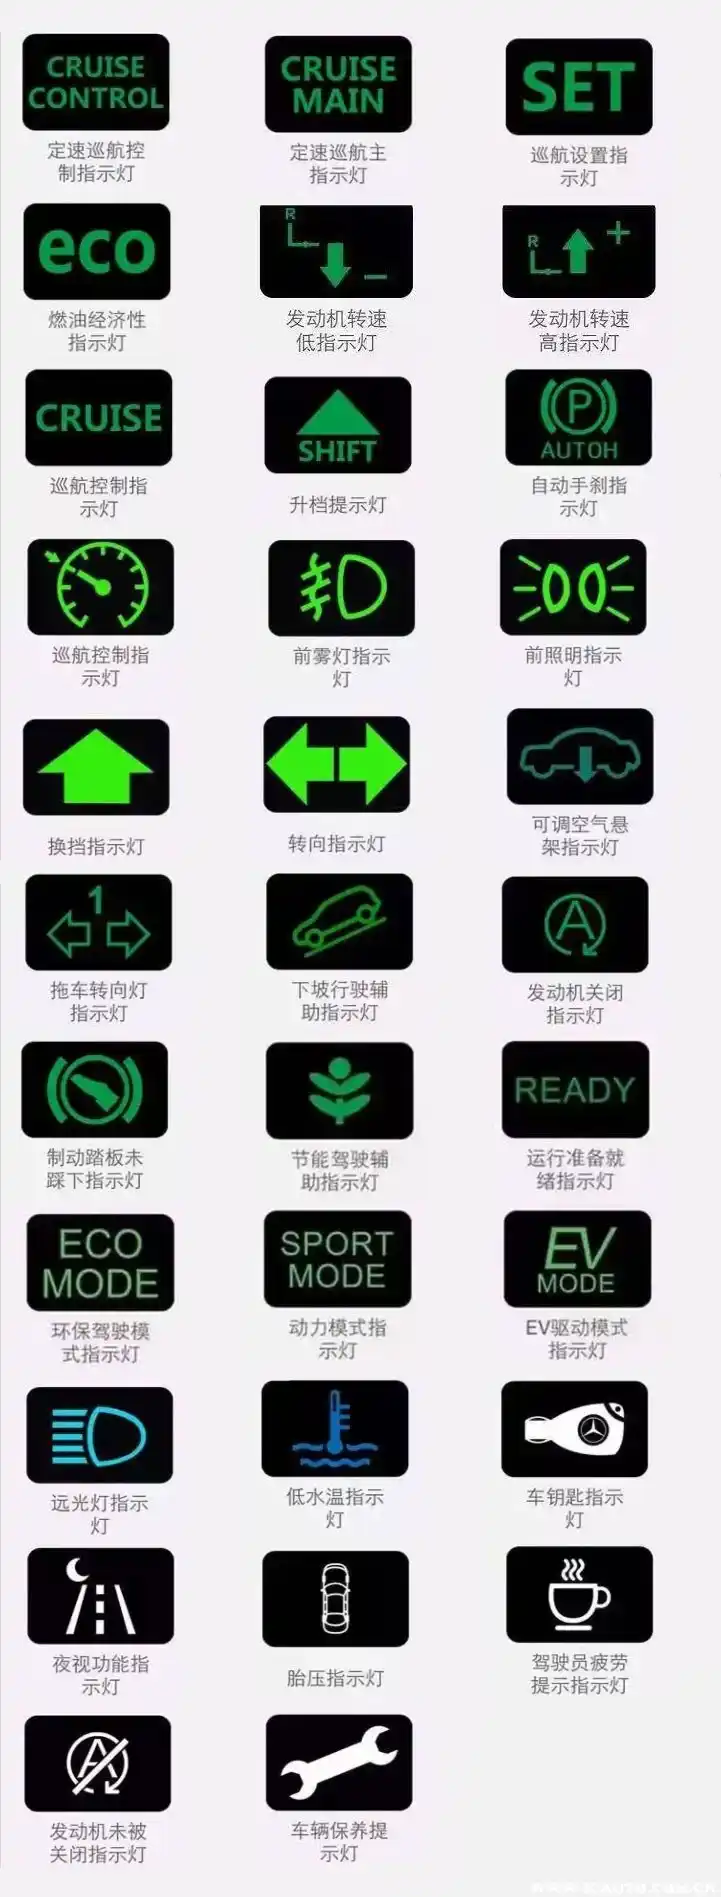 CRUISE
CONTROL
定速巡航控
制指示灯
CRUISE
MAIN
定速巡航主
指示灯
SET
巡航设置指
示灯
eco
燃油经济性
指示灯
R
发动机转速
低指示灯
R
发动机转速
高指示灯
CRUISE
巡航控制指
示灯
SHIFT
升档提示灯
P
AUTOH
自动手刹指
示灯
巡航控制指
示灯
前雾灯指示
灯
前照明指示
灯
换挡指示灯
转向指示灯
可调空气悬
架指示灯
1
拖车转向灯
指示灯
下坡行驶辅
助指示灯
A
发动机关闭
指示灯
制动踏板未
踩下指示灯
节能驾驶辅
助指示灯
READY
运行准备就
绪指示灯
ECO
MODE
环保驾驶模
式指示灯
SPORT
MODE
动力模式指
示灯
EV
MODE
EV驱动模式
指示灯
远光灯指示
灯
低水温指示
灯
车钥匙指示
灯
夜视功能指
示灯
胎压指示灯
驾驶员疲劳
提示指示灯
A
发动机未被
关闭指示灯
车辆保养提
示灯